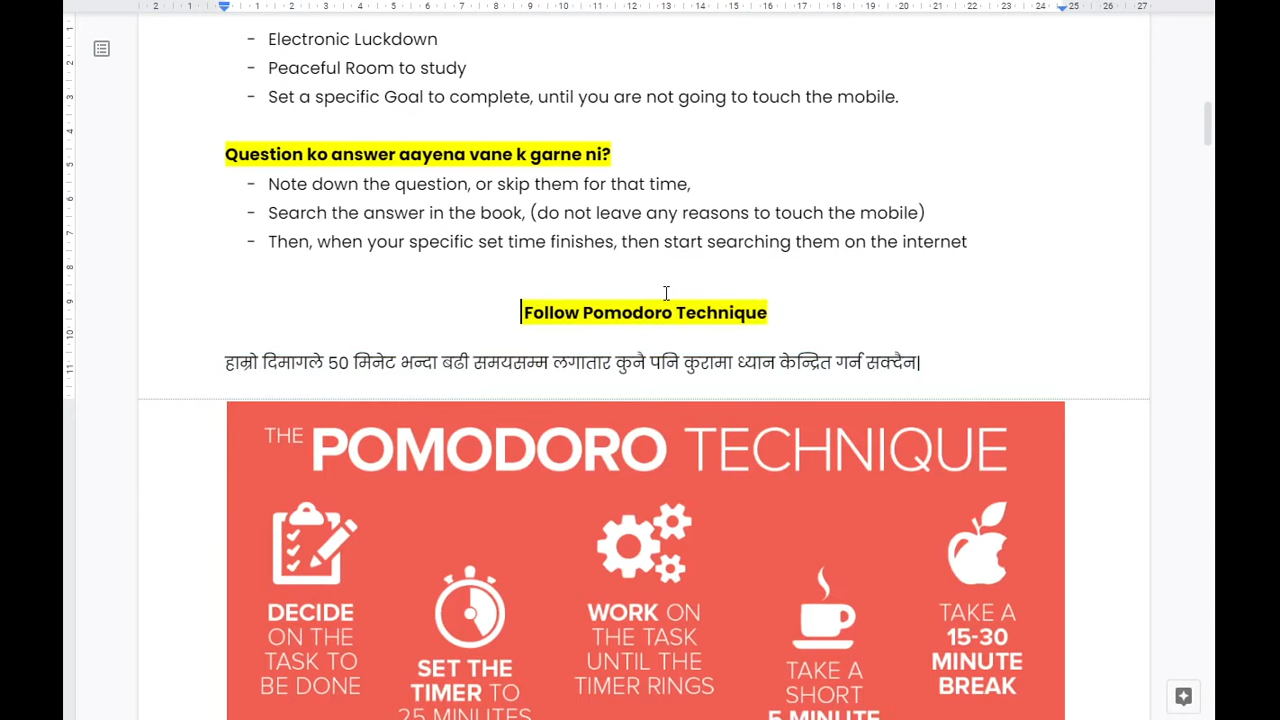 - Electronic Luckdown
- Peaceful Room to study
- Set a specific Goal to complete, until you are not going to touch the mobile.
Question ko answer aayena vane k garne ni?
- Note down the question, or skip them for that time,
- Search the answer in the book, (do not leave any reasons to touch the mobile)
- Then, when your specific set time finishes, then start searching them on the internet
Follow Pomodoro Technique
हाम्रो दिमागले 50 मिनेट भन्दा बढी समयसम्म लगातार कुनै पनि कुरामा ध्यान केन्द्रित गर्न सक्दैन|
THE POMODORO TECHNIQUE
DECIDE
ON THE
TASK TO
BE DONE
SET THE
TIMER TO
25 MINUTES
WORK ON
THE TASK
UNTIL THE
TIMER RINGS
TAKE A
SHORT
5 MINUTE
TAKE A
15-30
MINUTE
BREAK